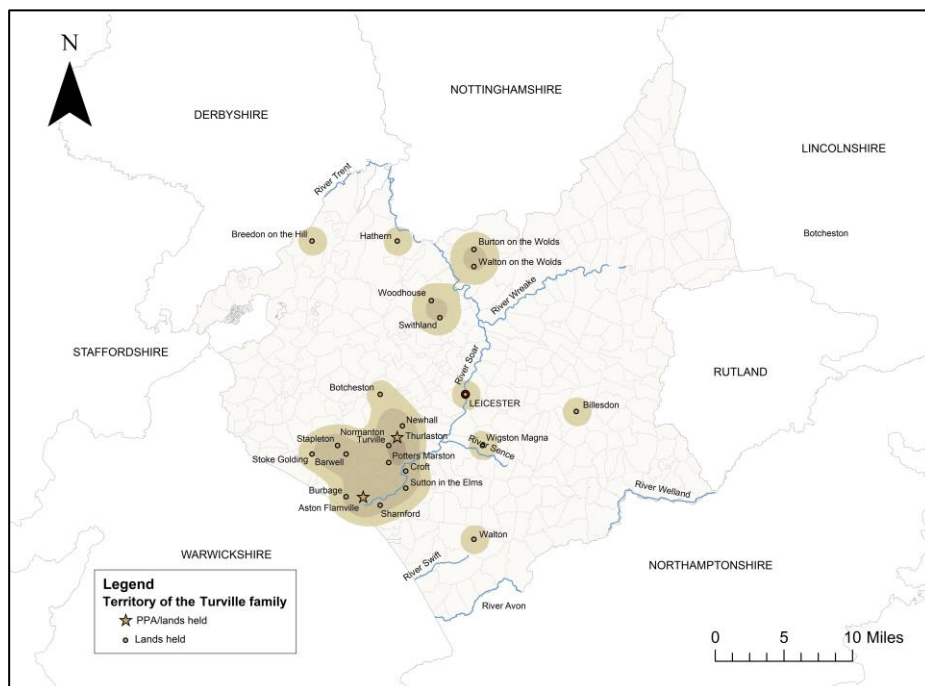 N
NOTTINGHAMSHIRE
DERBYSHIRE
LINCOLNSHIRE
River Trent
Breedon on the Hill
Hathern
Burton on the Wolds
Walton on the Wolds
Botcheston
Woodhouse
River Wreake
Swithland
STAFFORDSHIRE
River Soar
RUTLAND
Botcheston
LEICESTER
Billesdon
Newhall
Normanton
Turville
Thurlaston
Stapleton
Wigston Magna
River Sence
Stoke Golding
Barwell
Potters Marston
Croft
Sutton in the Elms
Burbage
Aston Flamville
Sharnford
River Welland
Walton
WARWICKSHIRE
River Swift
NORTHAMPTONSHIRE
River Avon
Legend
Territory of the Turville family
PPA/lands held
Lands held
0 5 10 Miles